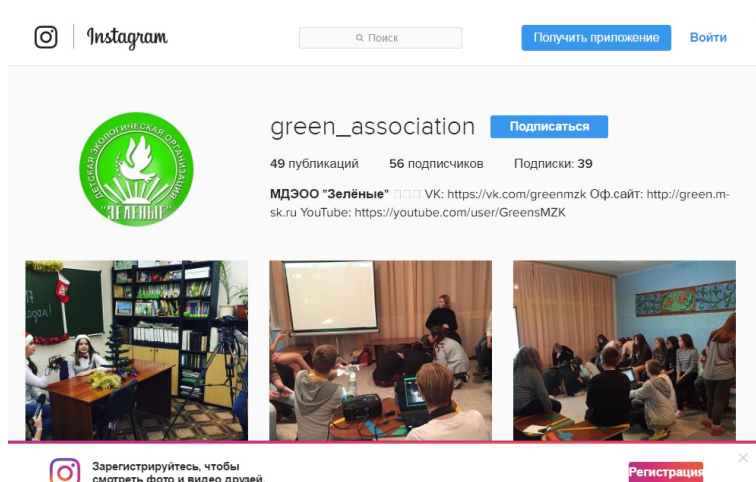 Instagram
Поиск
Получить приложение
Войти
ДЕТСКАЯ ЭКОЛОГИЧЕСКАЯ ОРГАНИЗАЦИЯ
"ЗЕЛЁНЫЕ"
green_association
Подписаться
49 публикаций 56 подписчиков Подписки: 39
МДЭОО "Зелёные" VK: https://vk.com/greenmzk Оф.сайт: http://green.m-
sk.ru YouTube: https://youtube.com/user/GreensMZK
Зарегистрируйтесь, чтобы
смотреть фото и видео друзей.
Регистрация